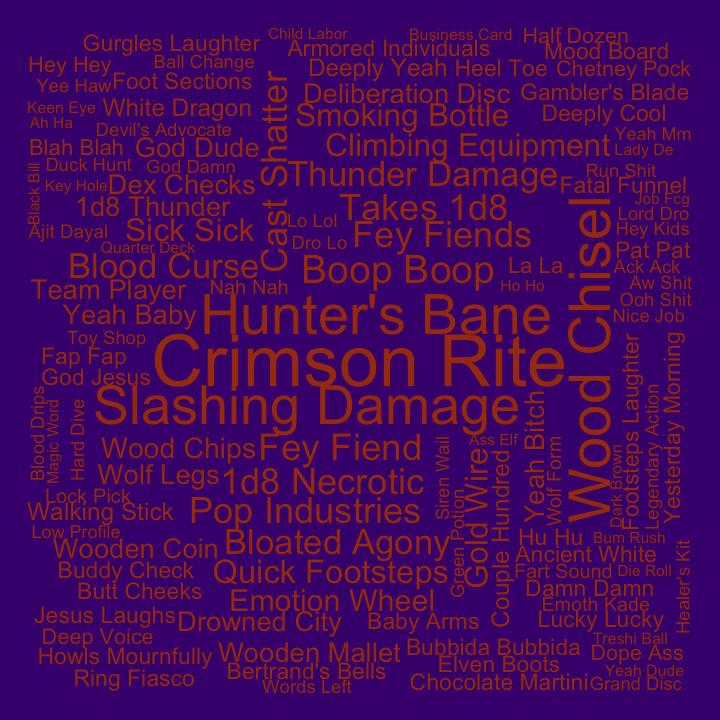 Child Labor
Business Card
Half Dozen
Gurgles Laughter
Armored Individuals
Mood Board
Hey Hey
Ball Change
Deeply Yeah
Heel Toe
Chetney Pock
Yee Haw
Foot Sections
Cast Shatter
Deliberation Disc
Gambler's Blade
Keen Eye
White Dragon
Smoking Bottle
Deeply Cool
Ah Ha
Devil's Advocate
Yeah Mm
Blah Blah
God Dude
Climbing Equipment
Lady De
Duck Hunt
God Damn
Thunder Damage
Run Shit
Black Bill
Key Hole
Dex Checks
Fatal Funnel
1d8 Thunder
Takes 1d8
Job Fcg
Lord Dro
Ajit Dayal
Sick Sick
Lo Lol
Hey Kids
Quarter Deck
Dro Lo
Fey Fiends
Pat Pat
Blood Curse
Boop Boop
La La
Ack Ack
Team Player
Nah Nah
Ho Ho
Aw Shit
Ooh Shit
Yeah Baby
Hunter's Bane
Wood Chisel
Nice Job
Toy Shop
Fap Fap
Crimson Rite
God Jesus
Slashing Damage
Footsteps Laughter
Yesterday Morning
Blood Drips
Magic Word
Hard Dive
Wood Chips
Fey Fiend
Siren Wail
Ass Elf
Yeah Bitch
Legendary Action
Wolf Legs
1d8 Necrotic
Gold Wire
Couple Hundred
Wolf Form
Dark Brown
Lock Pick
Walking Stick
Pop Industries
Green Potion
Low Profile
Hu Hu
Bum Rush
Wooden Coin
Bloated Agony
Ancient White
Healer's Kit
Buddy Check
Quick Footsteps
Fart Sound
Die Roll
Butt Cheeks
Emotion Wheel
Damn Damn
Emoth Kade
Jesus Laughs
Drowned City
Baby Arms
Lucky Lucky
Deep Voice
Treshi Ball
Howls Mournfully
Wooden Mallet
Bubbida Bubbida
Dope Ass
Elven Boots
Bertrand's Bells
Yeah Dude
Ring Fiasco
Words Left
Chocolate Martini
Grand Disc